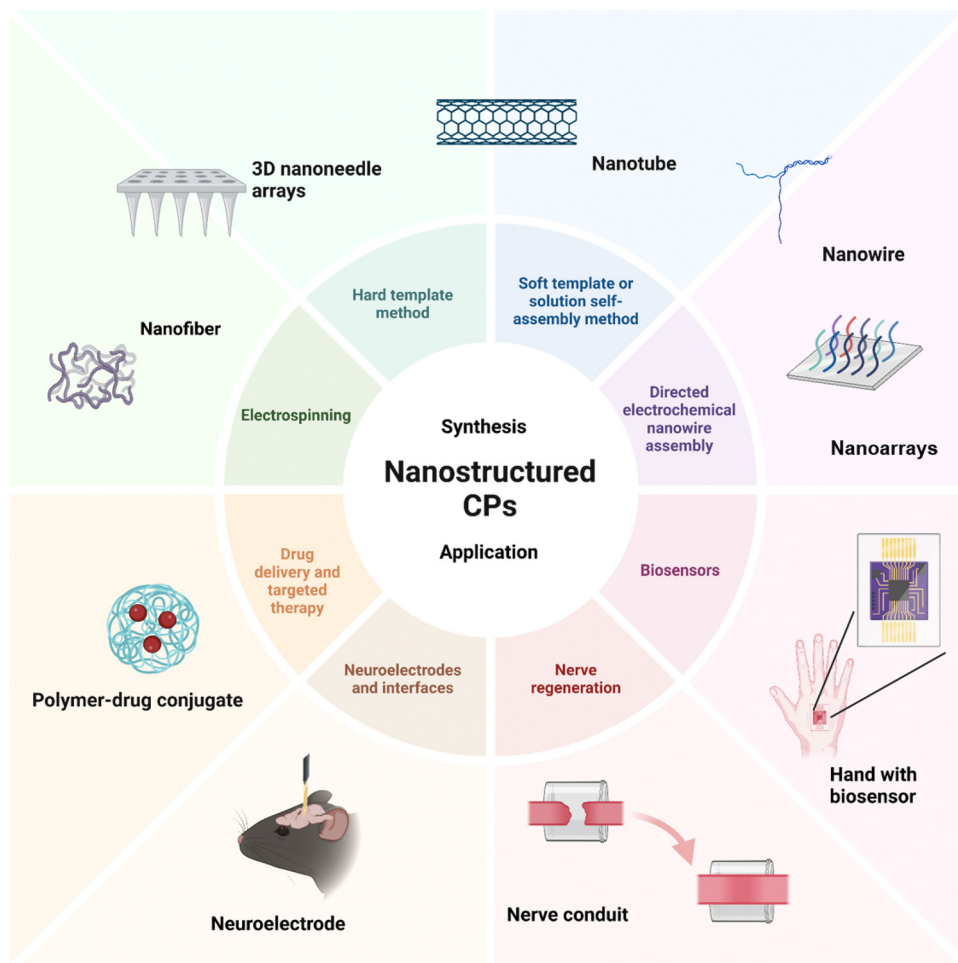 3D nanoneedle
arrays
Nanotube
Nanowire
Nanofiber
Nanoarrays
Hard template
method
Soft template or
solution self-
assembly method
Electrospinning
Directed
electrochemical
nanowire
assembly
Synthesis
Nanostructured
CPs
Application
Drug
delivery and
targeted
therapy
Biosensors
Neuroelectrodes
and interfaces
Nerve
regeneration
Polymer-drug conjugate
Hand with
biosensor
Neuroelectrode
Nerve conduit